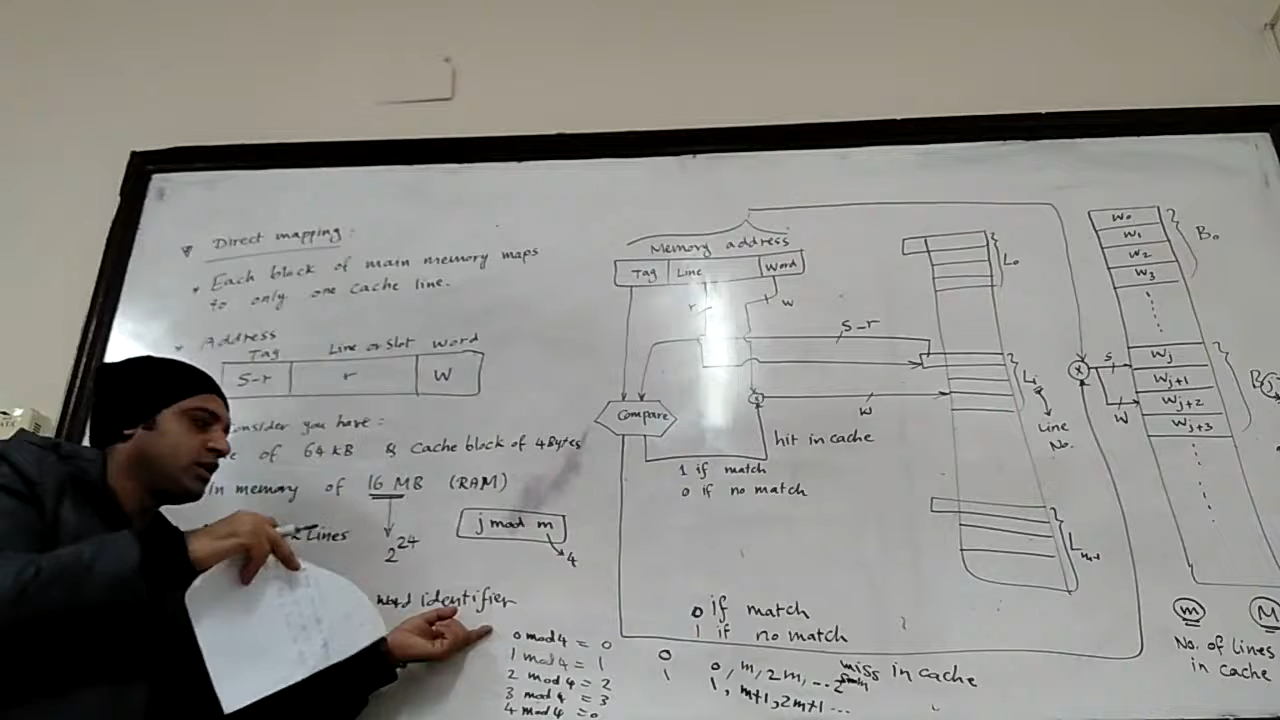 Direct mapping:
* Each block of main memory maps
to only one cache line.
* Address
Tag Line or slot Word
s-r r W
onsider you have:
of 64 kB & Cache block of 4Bytes
in memory of 16 MB (RAM)
Lines
2^24
j mod m
4
identifier
0 mod 4 = 0
1 mod 4 = 1
2 mod 4 = 2
3 mod 4 = 3
4 mod 4 = 0
Memory address
Tag Line Word
r
w
s-r
Compare
w
hit in cache
1 if match
0 if no match
0 if match
1 if no match
miss in cache
0 0, m, 2m, ...
1 1, m+1, 2m+1 ...
L0
Li
Line
No.
Lm-1
s
W
W0
W1
W2
W3
B0
Wj
Wj+1
Wj+2
Wj+3
Bj
m
M
No. of lines
in cache